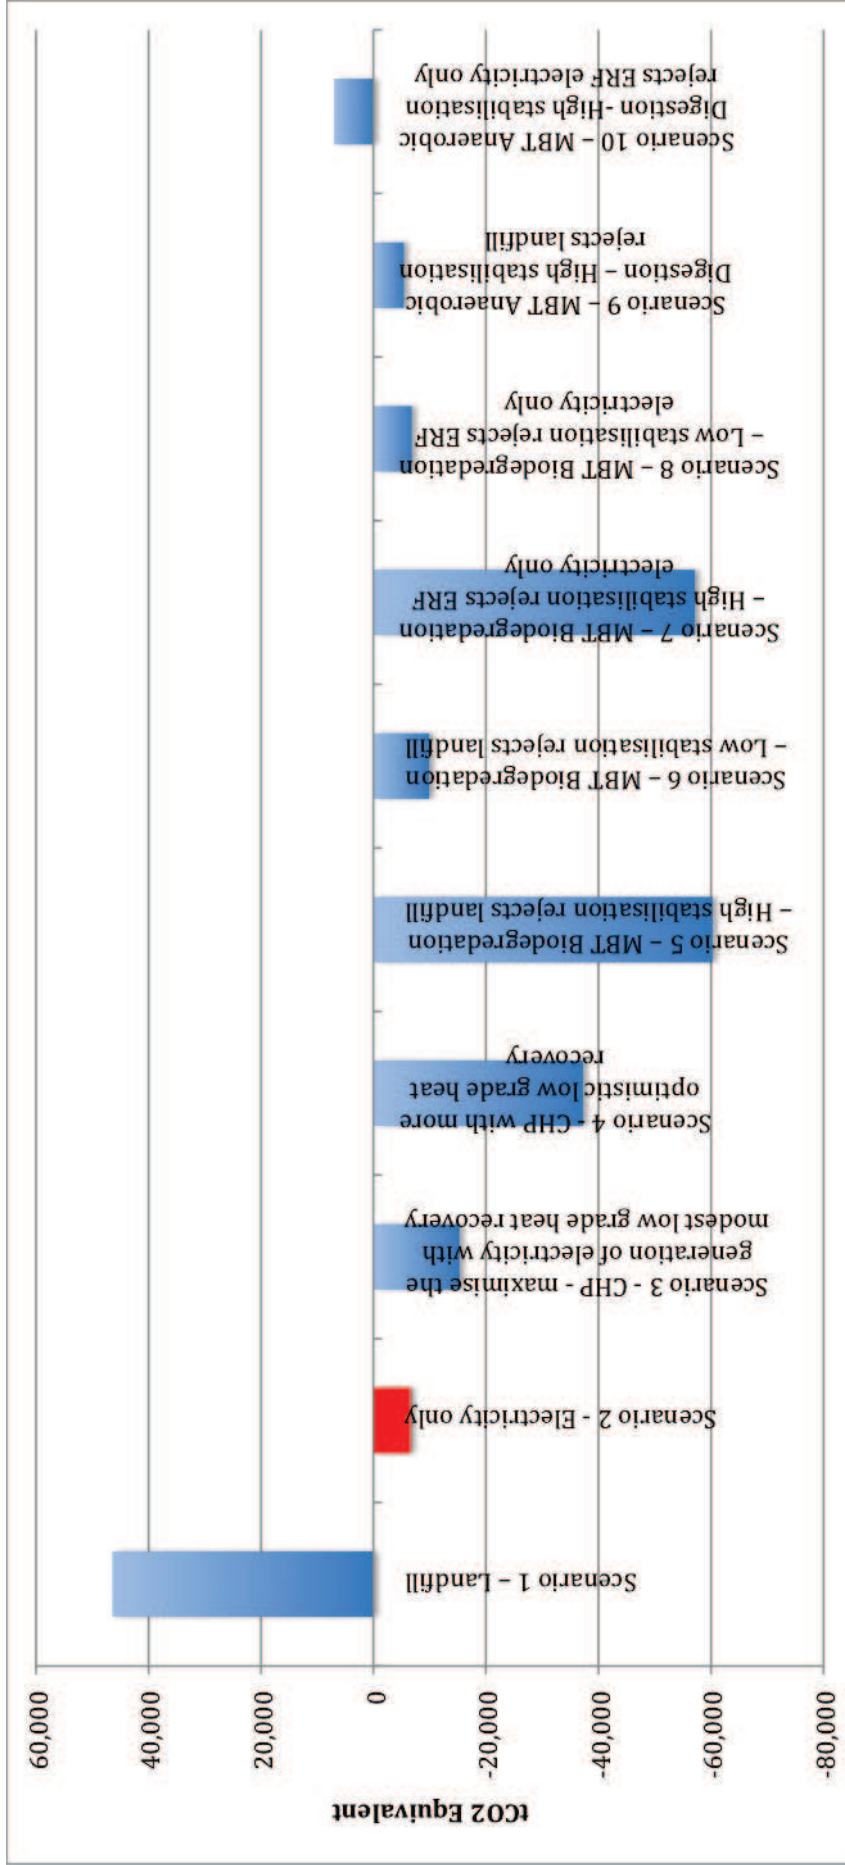 60,000
40,000
20,000
0
-20,000
-40,000
-60,000
-80,000
tCO2 Equivalent
Scenario 1 – Landfill
Scenario 2 - Electricity only
Scenario 3 - CHP - maximise the
generation of electricity with
modest low grade heat recovery
Scenario 4 - CHP with more
optimistic low grade heat
recovery
Scenario 5 – MBT Biodegredation
– High stabilisation rejects landfill
Scenario 6 – MBT Biodegredation
– Low stabilisation rejects landfill
Scenario 7 – MBT Biodegredation
– High stabilisation rejects ERF
electricity only
Scenario 8 – MBT Biodegredation
– Low stabilisation rejects ERF
electricity only
Scenario 9 – MBT Anaerobic
Digestion – High stabilisation
rejects landfill
Scenario 10 – MBT Anaerobic
Digestion -High stabilisation
rejects ERF electricity only